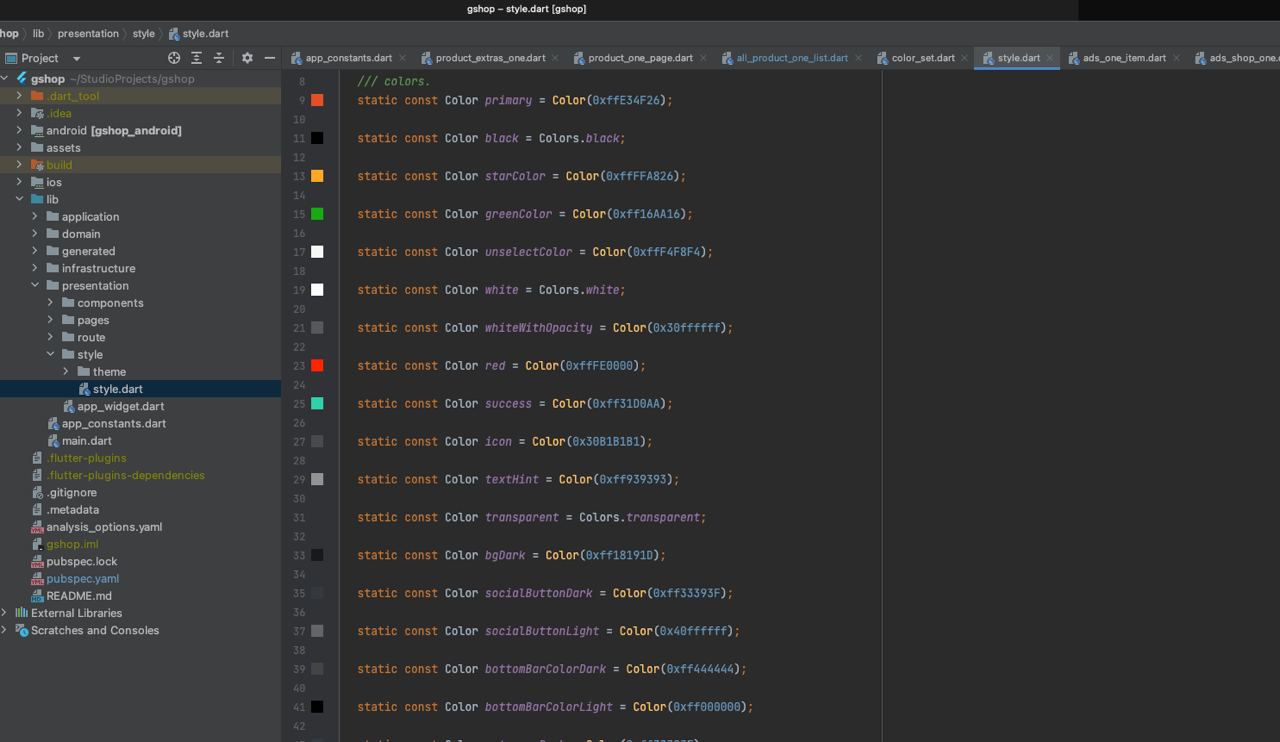 gshop – style.dart [gshop]
hop lib presentation style style.dart
Project
app_constants.dart product_extras_one.dart product_one_page.dart all_product_one_list.dart color_set.dart style.dart ads_one_item.dart ads_shop_one.
gshop ~/StudioProjects/gshop
.dart_tool
.idea
android [gshop_android]
assets
build
ios
lib
application
domain
generated
infrastructure
presentation
components
pages
route
style
theme
style.dart
app_widget.dart
app_constants.dart
main.dart
.flutter-plugins
.flutter-plugins-dependencies
.gitignore
.metadata
analysis_options.yaml
gshop.iml
pubspec.lock
pubspec.yaml
README.md
External Libraries
Scratches and Consoles
8 /// colors.
9 static const Color primary = Color(0xffE34F26);
10
11 static const Color black = Colors.black;
12
13 static const Color starColor = Color(0xffFFA826);
14
15 static const Color greenColor = Color(0xff16AA16);
16
17 static const Color unselectColor = Color(0xffF4F8F4);
18
19 static const Color white = Colors.white;
20
21 static const Color whiteWithOpacity = Color(0x30ffffff);
22
23 static const Color red = Color(0xffFE0000);
24
25 static const Color success = Color(0xff31D0AA);
26
27 static const Color icon = Color(0x30B1B1B1);
28
29 static const Color textHint = Color(0xff939393);
30
31 static const Color transparent = Colors.transparent;
32
33 static const Color bgDark = Color(0xff18191D);
34
35 static const Color socialButtonDark = Color(0xff33393F);
36
37 static const Color socialButtonLight = Color(0x40ffffff);
38
39 static const Color bottomBarColorDark = Color(0xff444444);
40
41 static const Color bottomBarColorLight = Color(0xff000000);
42